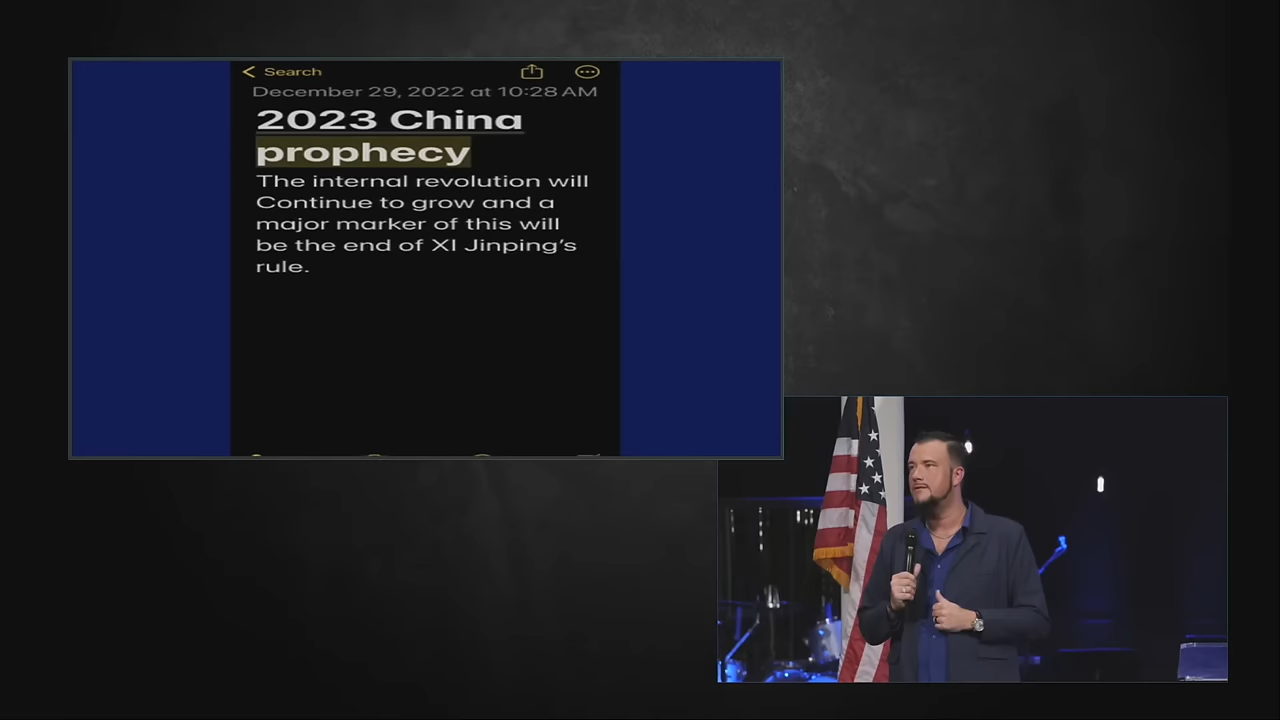 Search
December 29, 2022 at 10:28 AM
2023 China
prophecy
The internal revolution will
Continue to grow and a
major marker of this will
be the end of XI Jinping's
rule.